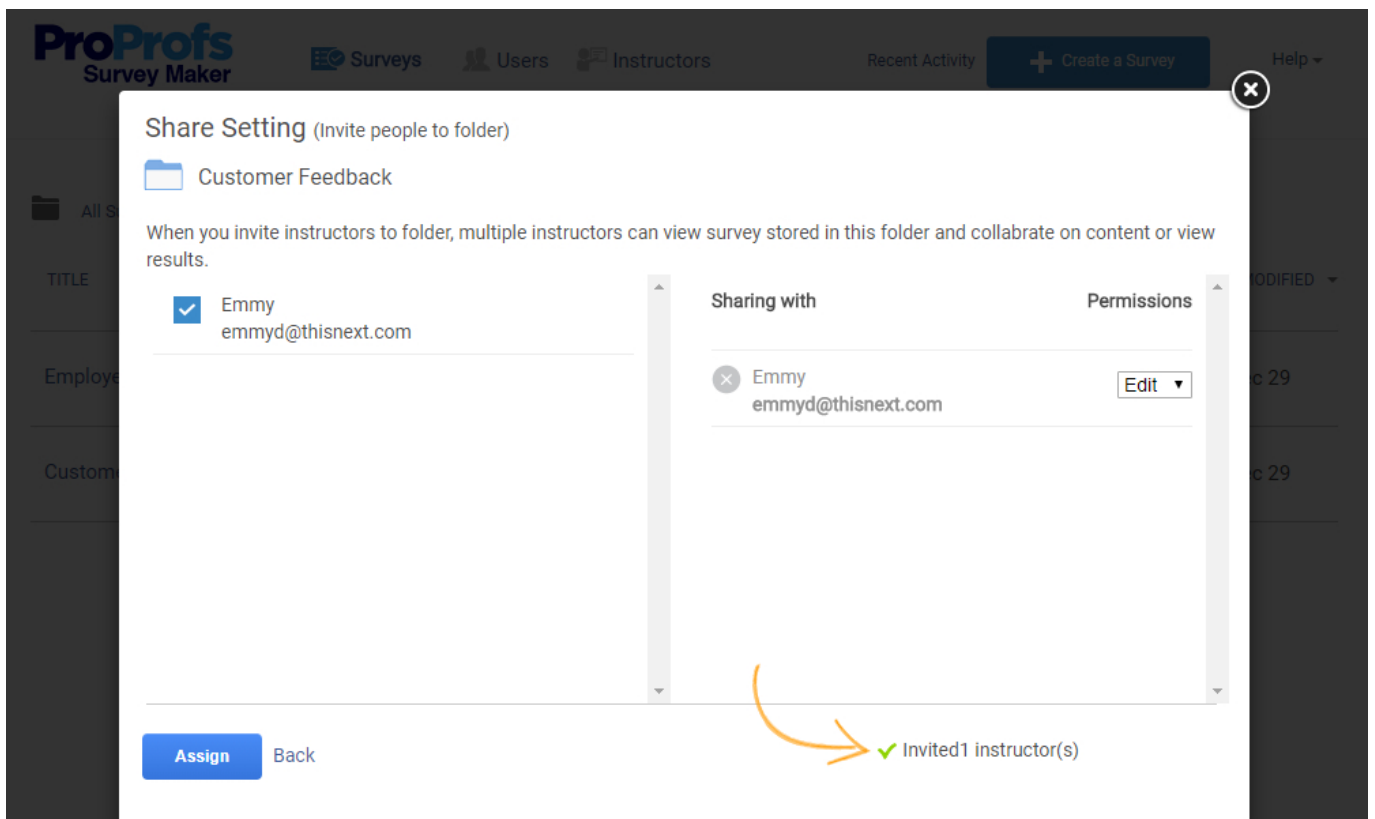 ProProfs
Survey Maker
Surveys
Users
Instructors
Recent Activity
Create a Survey
Help
Share Setting (Invite people to folder)
Customer Feedback
All
When you invite instructors to folder, multiple instructors can view survey stored in this folder and collabrate on content or view
results.
TITLE
Emmy
emmyd@thisnext.com
Sharing with
Permissions
Emmy
emmyd@thisnext.com
Edit
29
29
Assign
Back
Invited1 instructor(s)